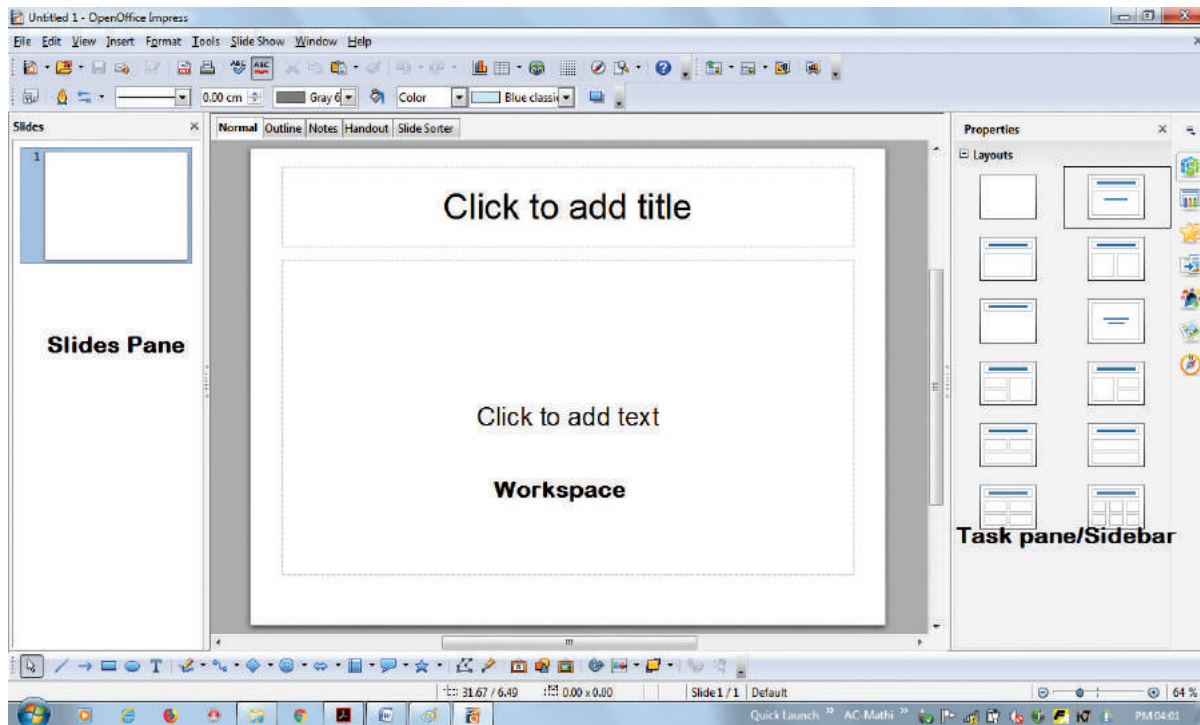 Untitled 1 - OpenOffice Impress
File Edit View Insert Format Tools Slide Show Window Help
0.00 cm Gray 6 Color Blue classi
Slides
Normal Outline Notes Handout Slide Sorter
Properties
Layouts
1
Click to add title
Slides Pane
Click to add text
Workspace
Task pane/Sidebar
31.67 / 6.49 0.00 x 0.00 Slide 1 / 1 Default 64 %
Quick Launch » AC-Mathi » PM 04:01